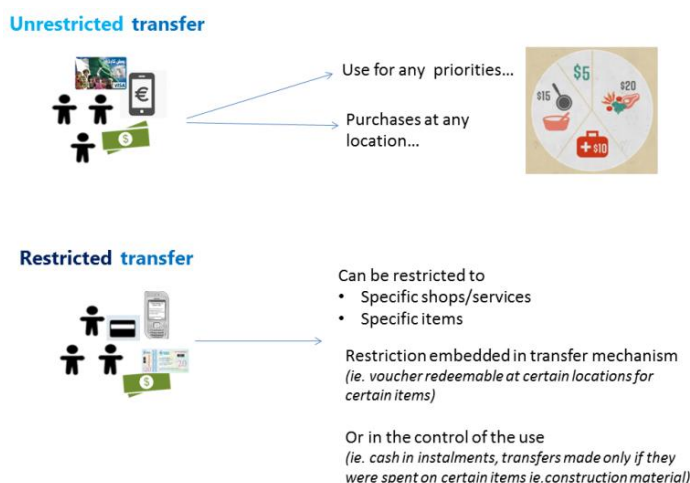 Unrestricted transfer
VISA
€
$
Use for any priorities...
Purchases at any
location...
$5
$20
$15
$10
Restricted transfer
$
Can be restricted to
• Specific shops/services
• Specific items
Restriction embedded in transfer mechanism
(ie. voucher redeemable at certain locations for
certain items)
Or in the control of the use
(ie. cash in instalments, transfers made only if they
were spent on certain items ie.construction material)